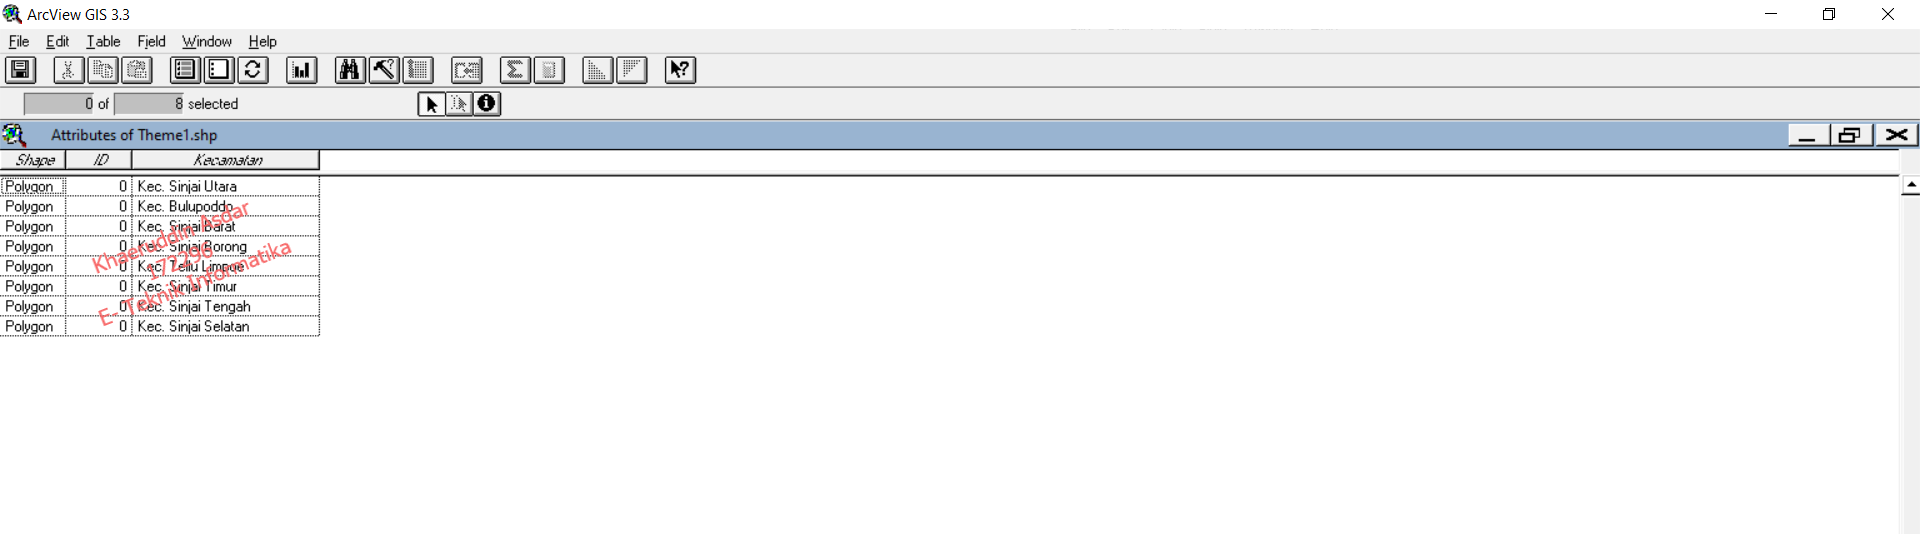 ArcView GIS 3.3
File Edit Table Field Window Help
0 of 8 selected
Attributes of Theme1.shp
Shape ID Kecamatan
Polygon 0 Kec. Sinjai Utara
Polygon 0 Kec. Bulupoddo
Polygon 0 Kec. Sinjai Barat
Polygon 0 Kec. Sinjai Borong
Polygon 0 Kec. Tellu Limpoe
Polygon 0 Kec. Sinjai Timur
Polygon 0 Kec. Sinjai Tengah
Polygon 0 Kec. Sinjai Selatan
Khaeruddin Asdar
172296
E- Teknik Informatika